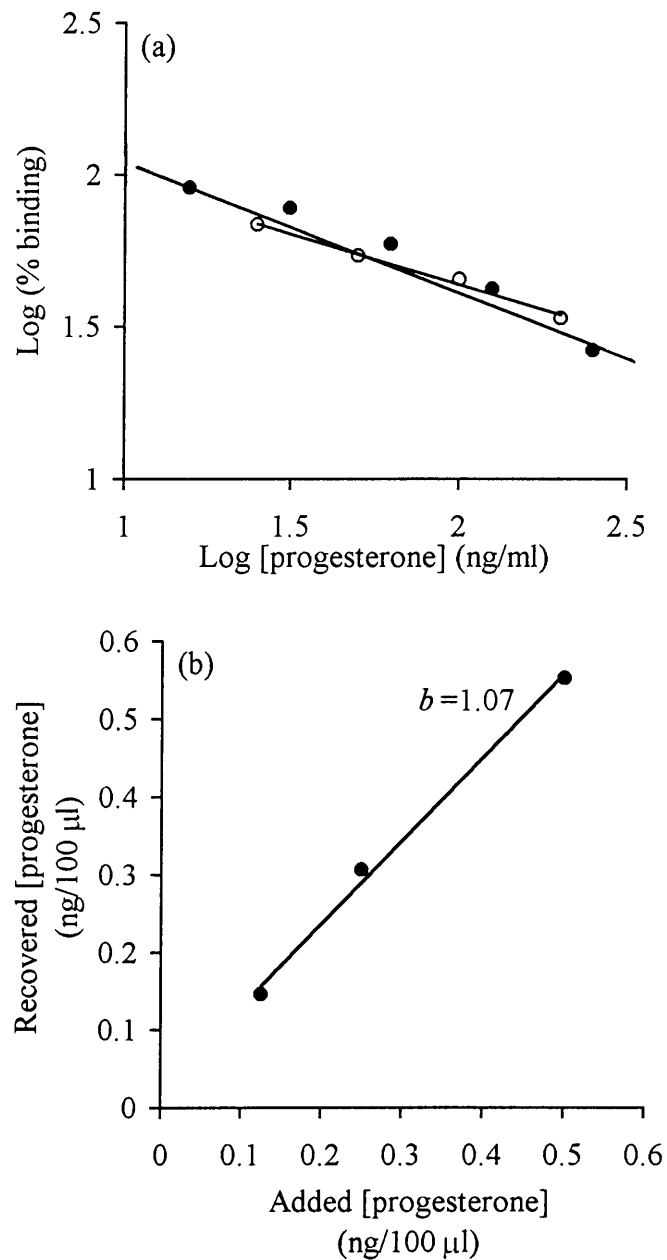 (a)
Log (% binding)
2.5
2
1.5
1
1 1.5 2 2.5
Log [progesterone] (ng/ml)
(b)
b =1.07
Recovered [progesterone]
(ng/100 µl)
0.6
0.5
0.4
0.3
0.2
0.1
0
0 0.1 0.2 0.3 0.4 0.5 0.6
Added [progesterone]
(ng/100 µl)